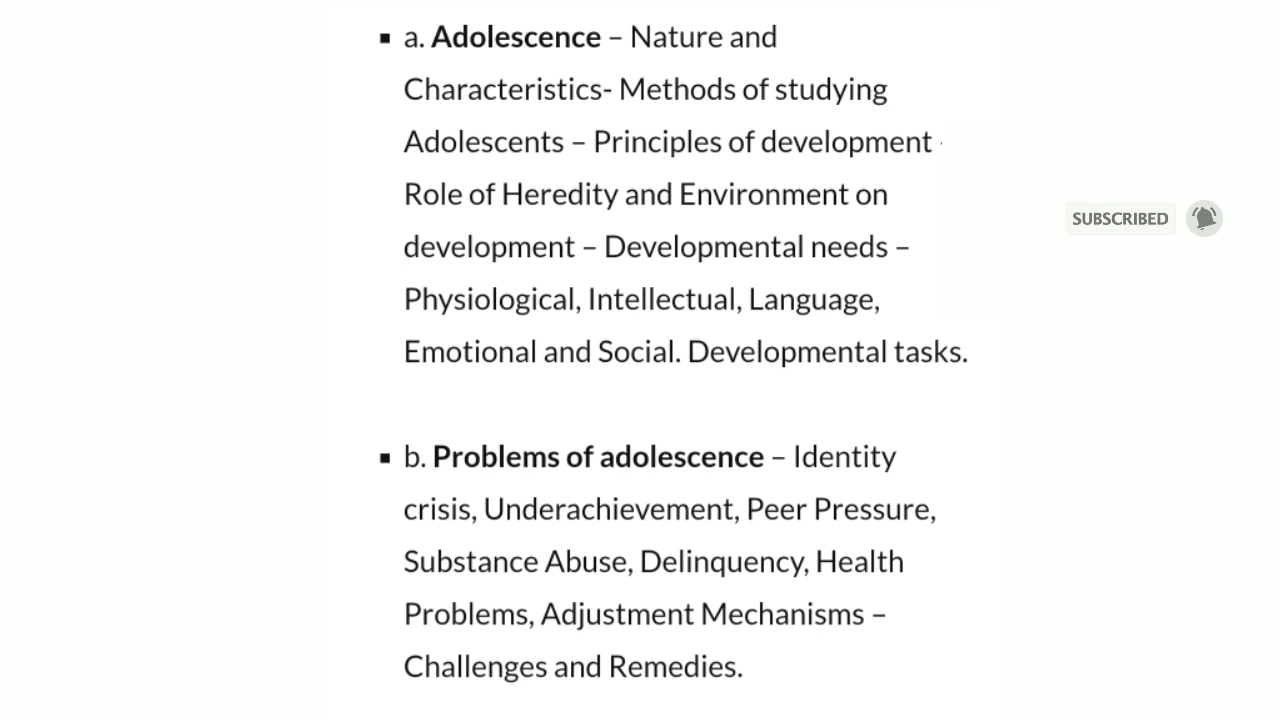 ▪ a. Adolescence – Nature and
Characteristics- Methods of studying
Adolescents – Principles of development -
Role of Heredity and Environment on
development – Developmental needs –
Physiological, Intellectual, Language,
Emotional and Social. Developmental tasks.
▪ b. Problems of adolescence – Identity
crisis, Underachievement, Peer Pressure,
Substance Abuse, Delinquency, Health
Problems, Adjustment Mechanisms –
Challenges and Remedies.
SUBSCRIBED